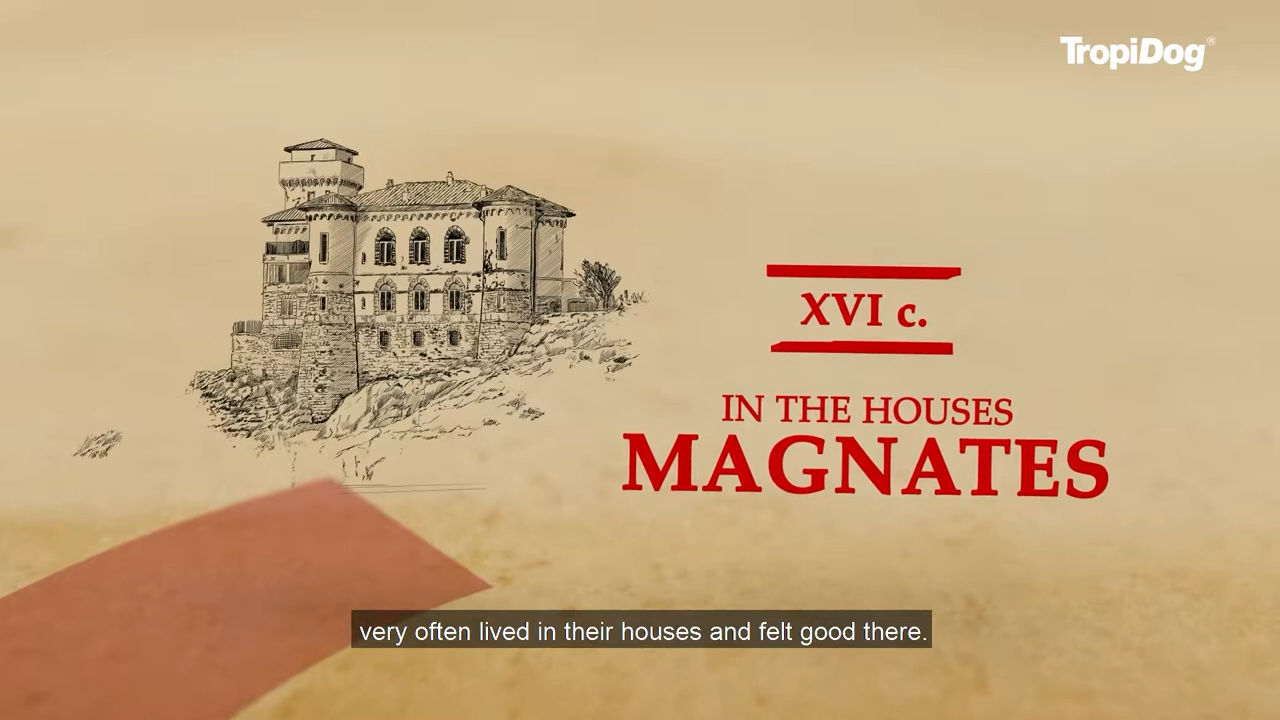 TropiDog®
XVI c.
IN THE HOUSES
MAGNATES
very often lived in their houses and felt good there.